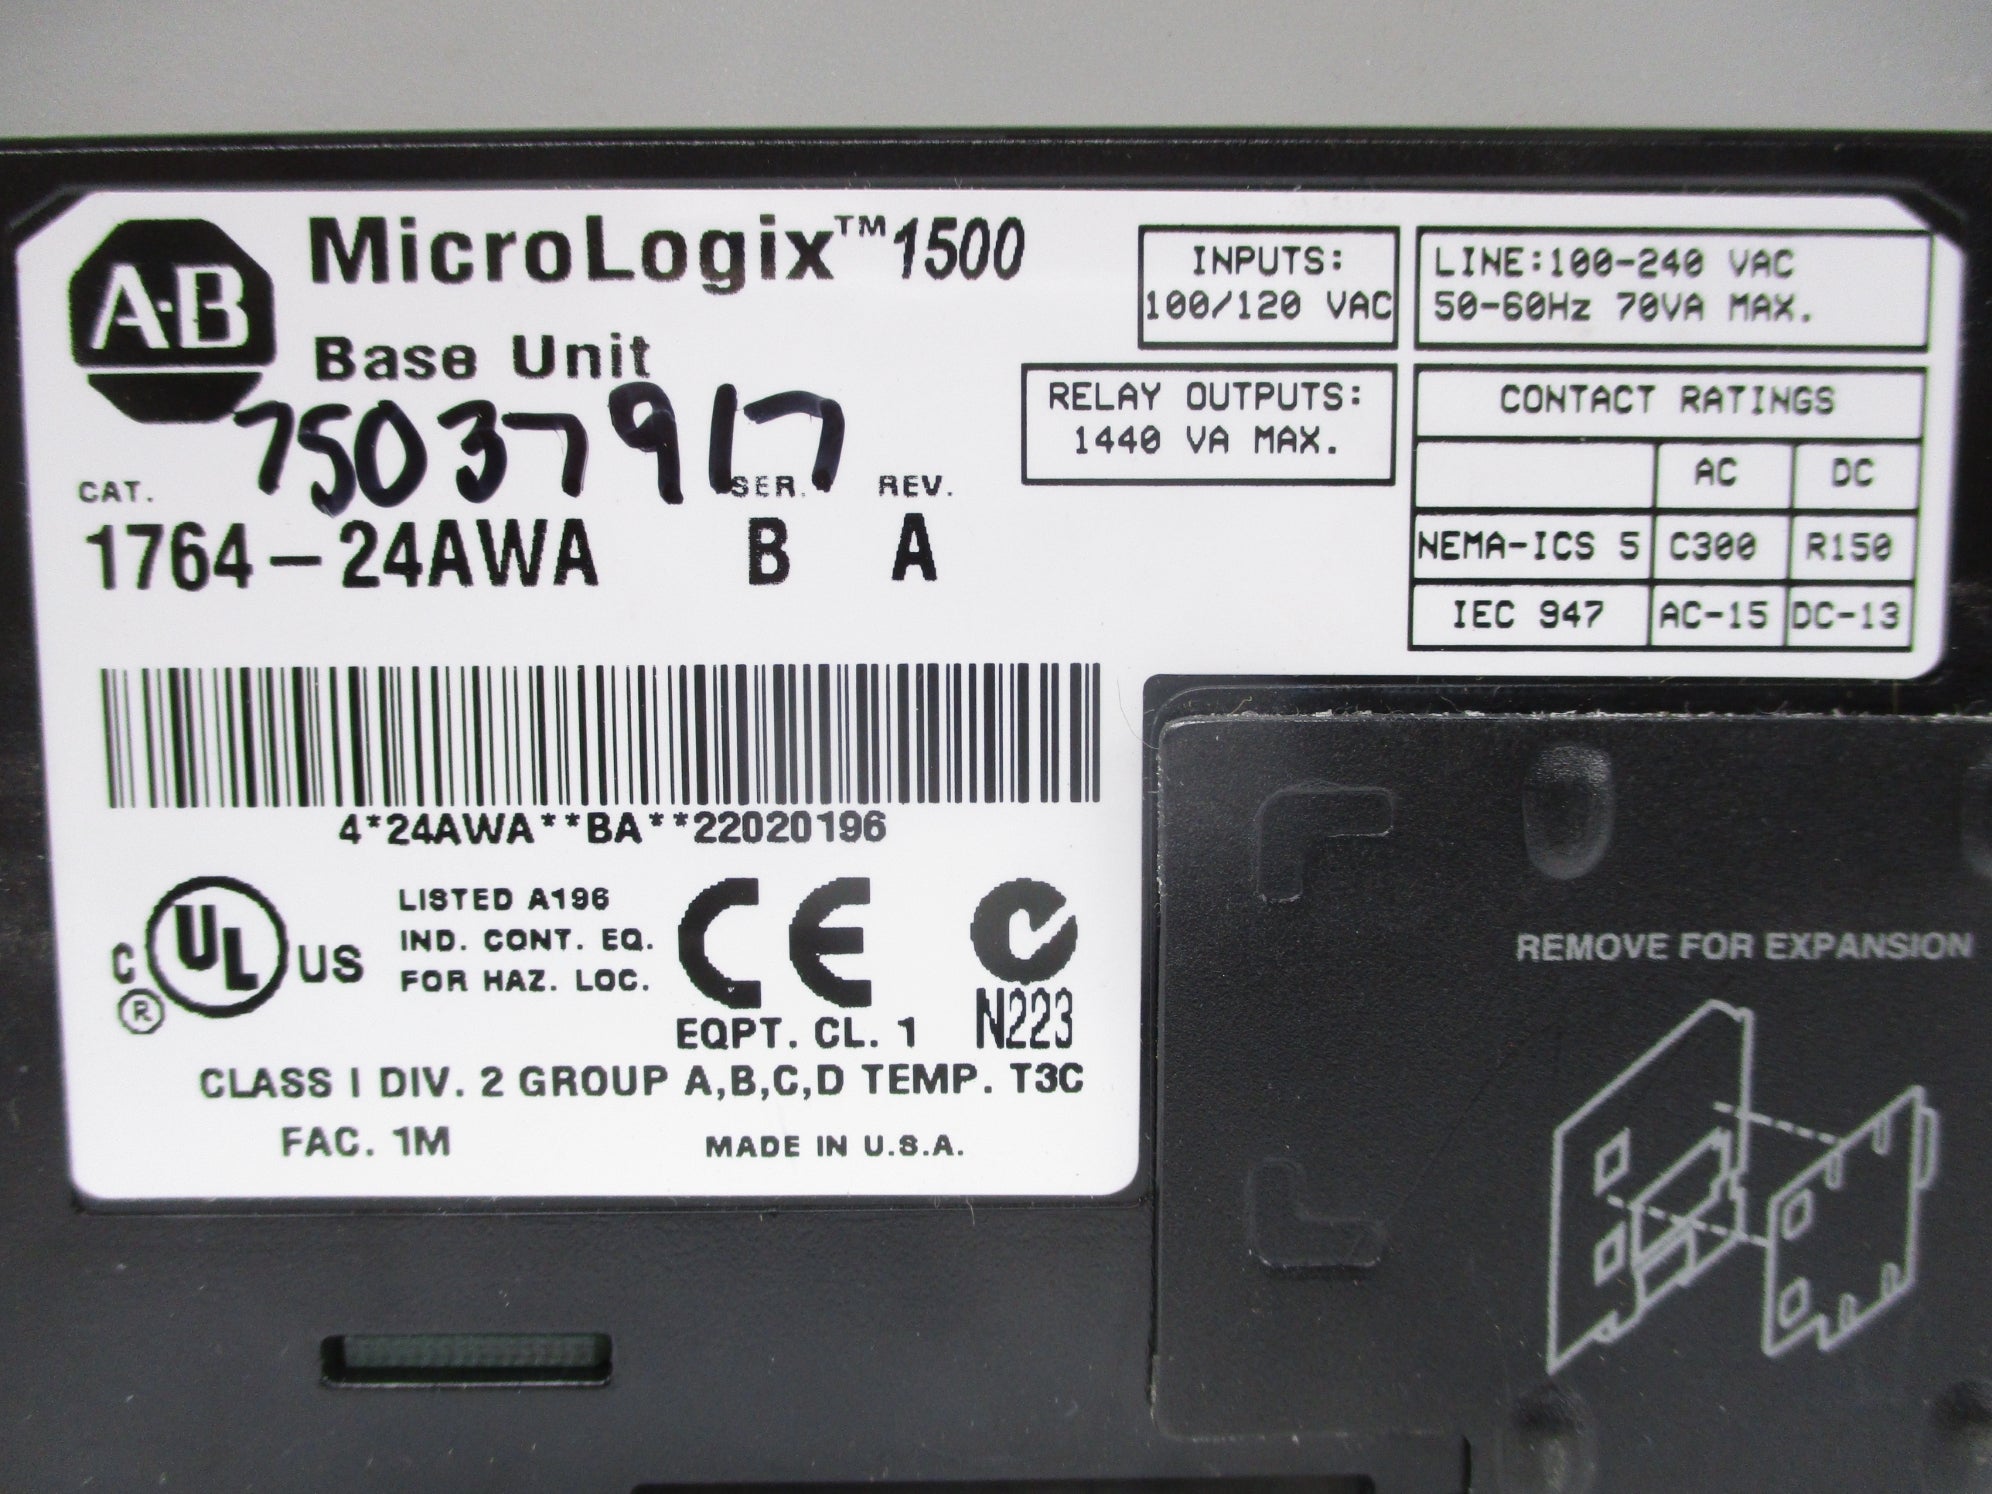 A-B
MicroLogix™ 1500
Base Unit
75037917
CAT. SER. REV.
1764-24AWA B A
INPUTS:
100/120 VAC
LINE:100-240 VAC
50-60Hz 70VA MAX.
RELAY OUTPUTS:
1440 VA MAX.
CONTACT RATINGS
AC DC
NEMA-ICS 5 C300 R150
IEC 947 AC-15 DC-13
4*24AWA**BA**22020196
C UL US
®
LISTED A196
IND. CONT. EQ.
FOR HAZ. LOC.
CE
EQPT. CL. 1
N223
CLASS I DIV. 2 GROUP A,B,C,D TEMP. T3C
FAC. 1M MADE IN U.S.A.
REMOVE FOR EXPANSION